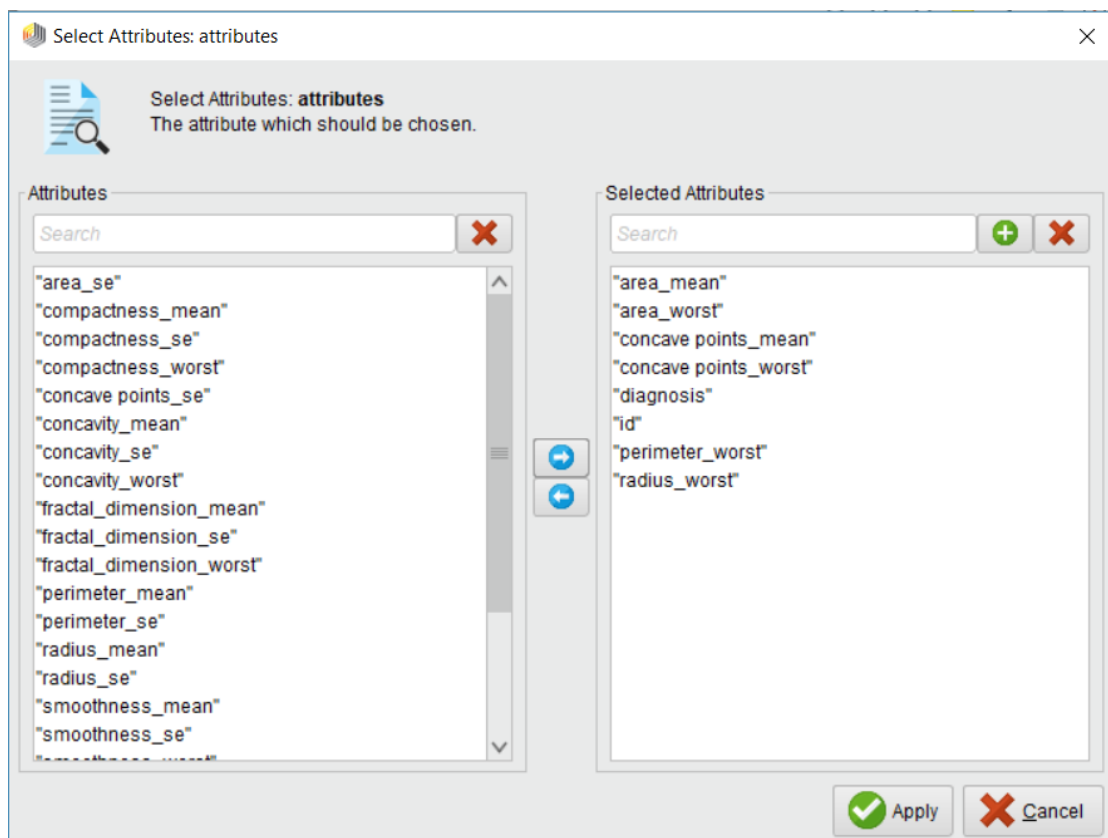 Select Attributes: attributes
Select Attributes: attributes
The attribute which should be chosen.
Attributes
Search
"area_se"
"compactness_mean"
"compactness_se"
"compactness_worst"
"concave points_se"
"concavity_mean"
"concavity_se"
"concavity_worst"
"fractal_dimension_mean"
"fractal_dimension_se"
"fractal_dimension_worst"
"perimeter_mean"
"perimeter_se"
"radius_mean"
"radius_se"
"smoothness_mean"
"smoothness_se"
Selected Attributes
Search
"area_mean"
"area_worst"
"concave points_mean"
"concave points_worst"
"diagnosis"
"id"
"perimeter_worst"
"radius_worst"
Apply
Cancel